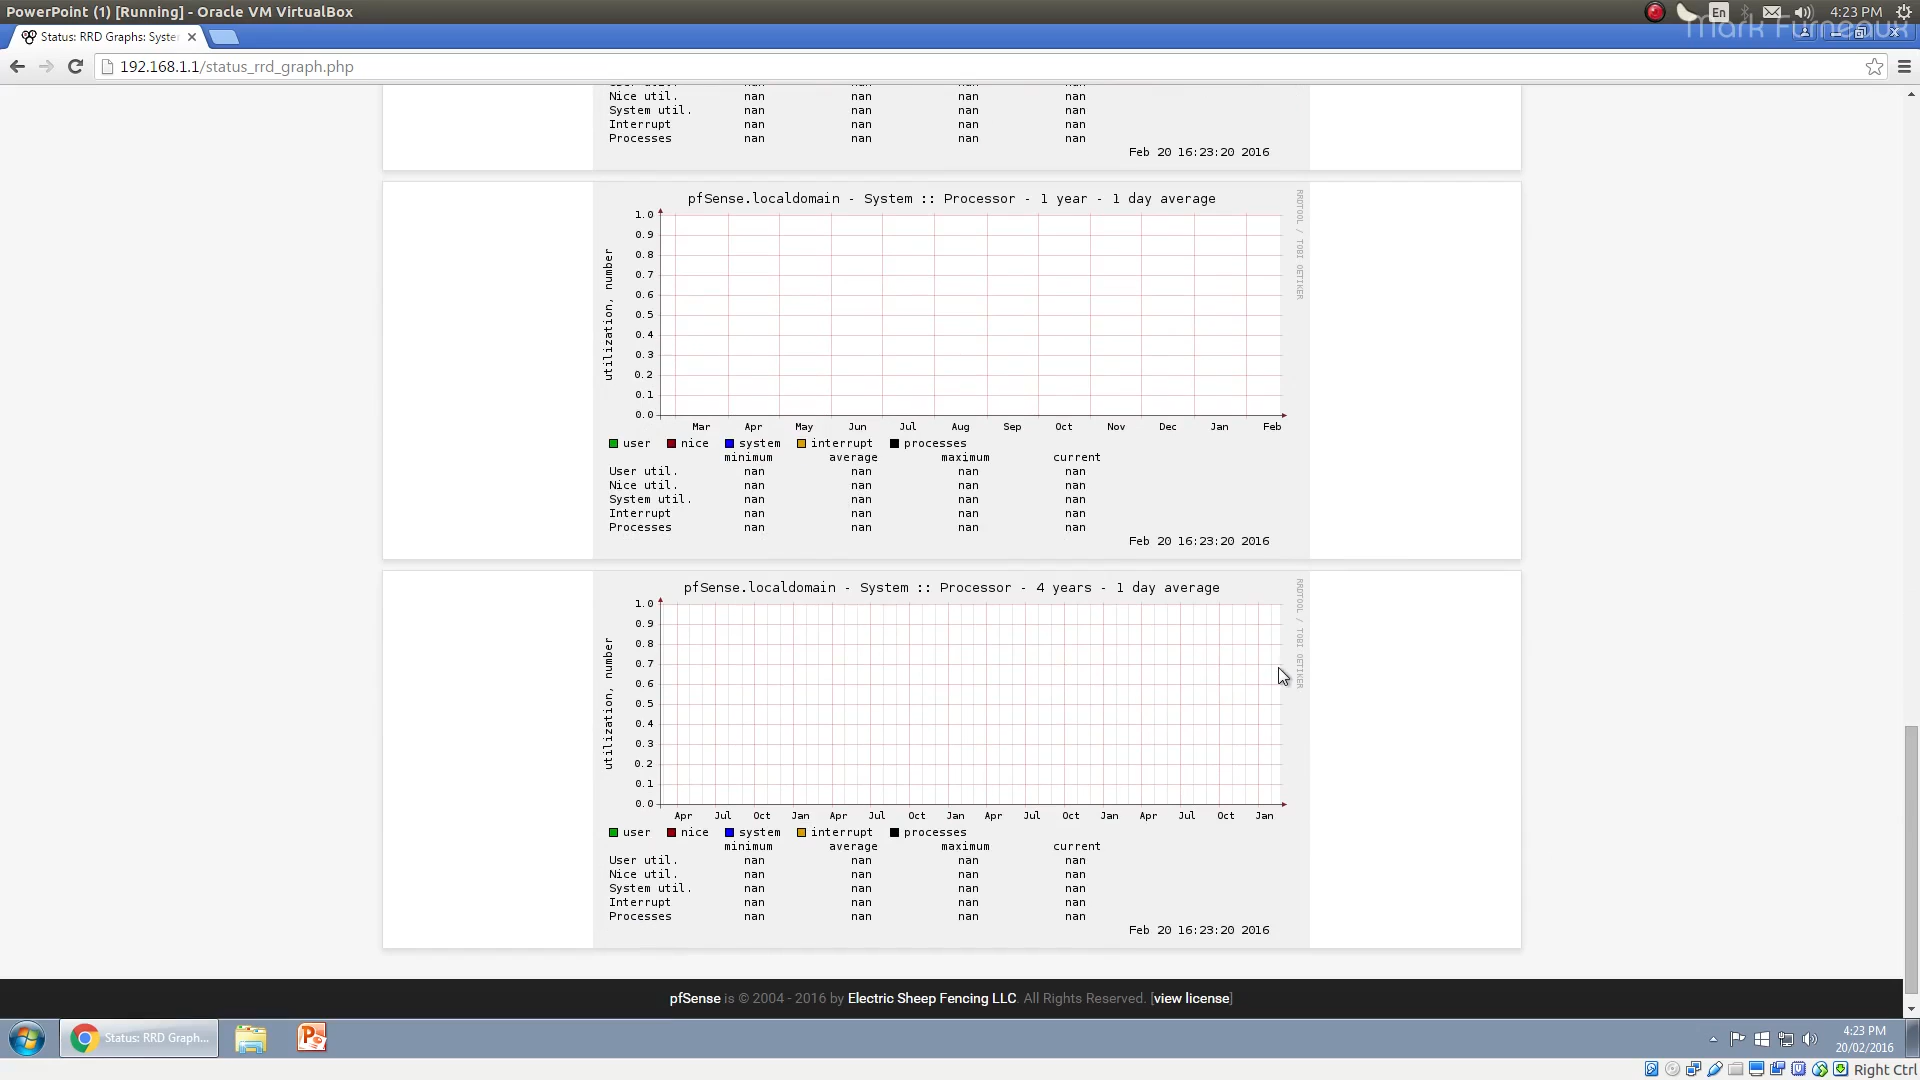 PowerPoint (1) [Running] - Oracle VM VirtualBox
En
4:23 PM
Mark Furneaux
Status: RRD Graphs: Syste
192.168.1.1/status_rrd_graph.php
Nice util. nan nan nan nan
System util. nan nan nan nan
Interrupt nan nan nan nan
Processes nan nan nan nan
Feb 20 16:23:20 2016
pfSense.localdomain - System :: Processor - 1 year - 1 day average
RRDTOOL / TOBI OETIKER
utilization, number
1.0
0.9
0.8
0.7
0.6
0.5
0.4
0.3
0.2
0.1
0.0
Mar Apr May Jun Jul Aug Sep Oct Nov Dec Jan Feb
user nice system interrupt processes
minimum average maximum current
User util. nan nan nan nan
Nice util. nan nan nan nan
System util. nan nan nan nan
Interrupt nan nan nan nan
Processes nan nan nan nan
Feb 20 16:23:20 2016
pfSense.localdomain - System :: Processor - 4 years - 1 day average
RRDTOOL / TOBI OETIKER
utilization, number
1.0
0.9
0.8
0.7
0.6
0.5
0.4
0.3
0.2
0.1
0.0
Apr Jul Oct Jan Apr Jul Oct Jan Apr Jul Oct Jan Apr Jul Oct Jan
user nice system interrupt processes
minimum average maximum current
User util. nan nan nan nan
Nice util. nan nan nan nan
System util. nan nan nan nan
Interrupt nan nan nan nan
Processes nan nan nan nan
Feb 20 16:23:20 2016
pfSense is © 2004 - 2016 by Electric Sheep Fencing LLC. All Rights Reserved. [view license]
Status: RRD Graph...
4:23 PM
20/02/2016
Right Ctrl